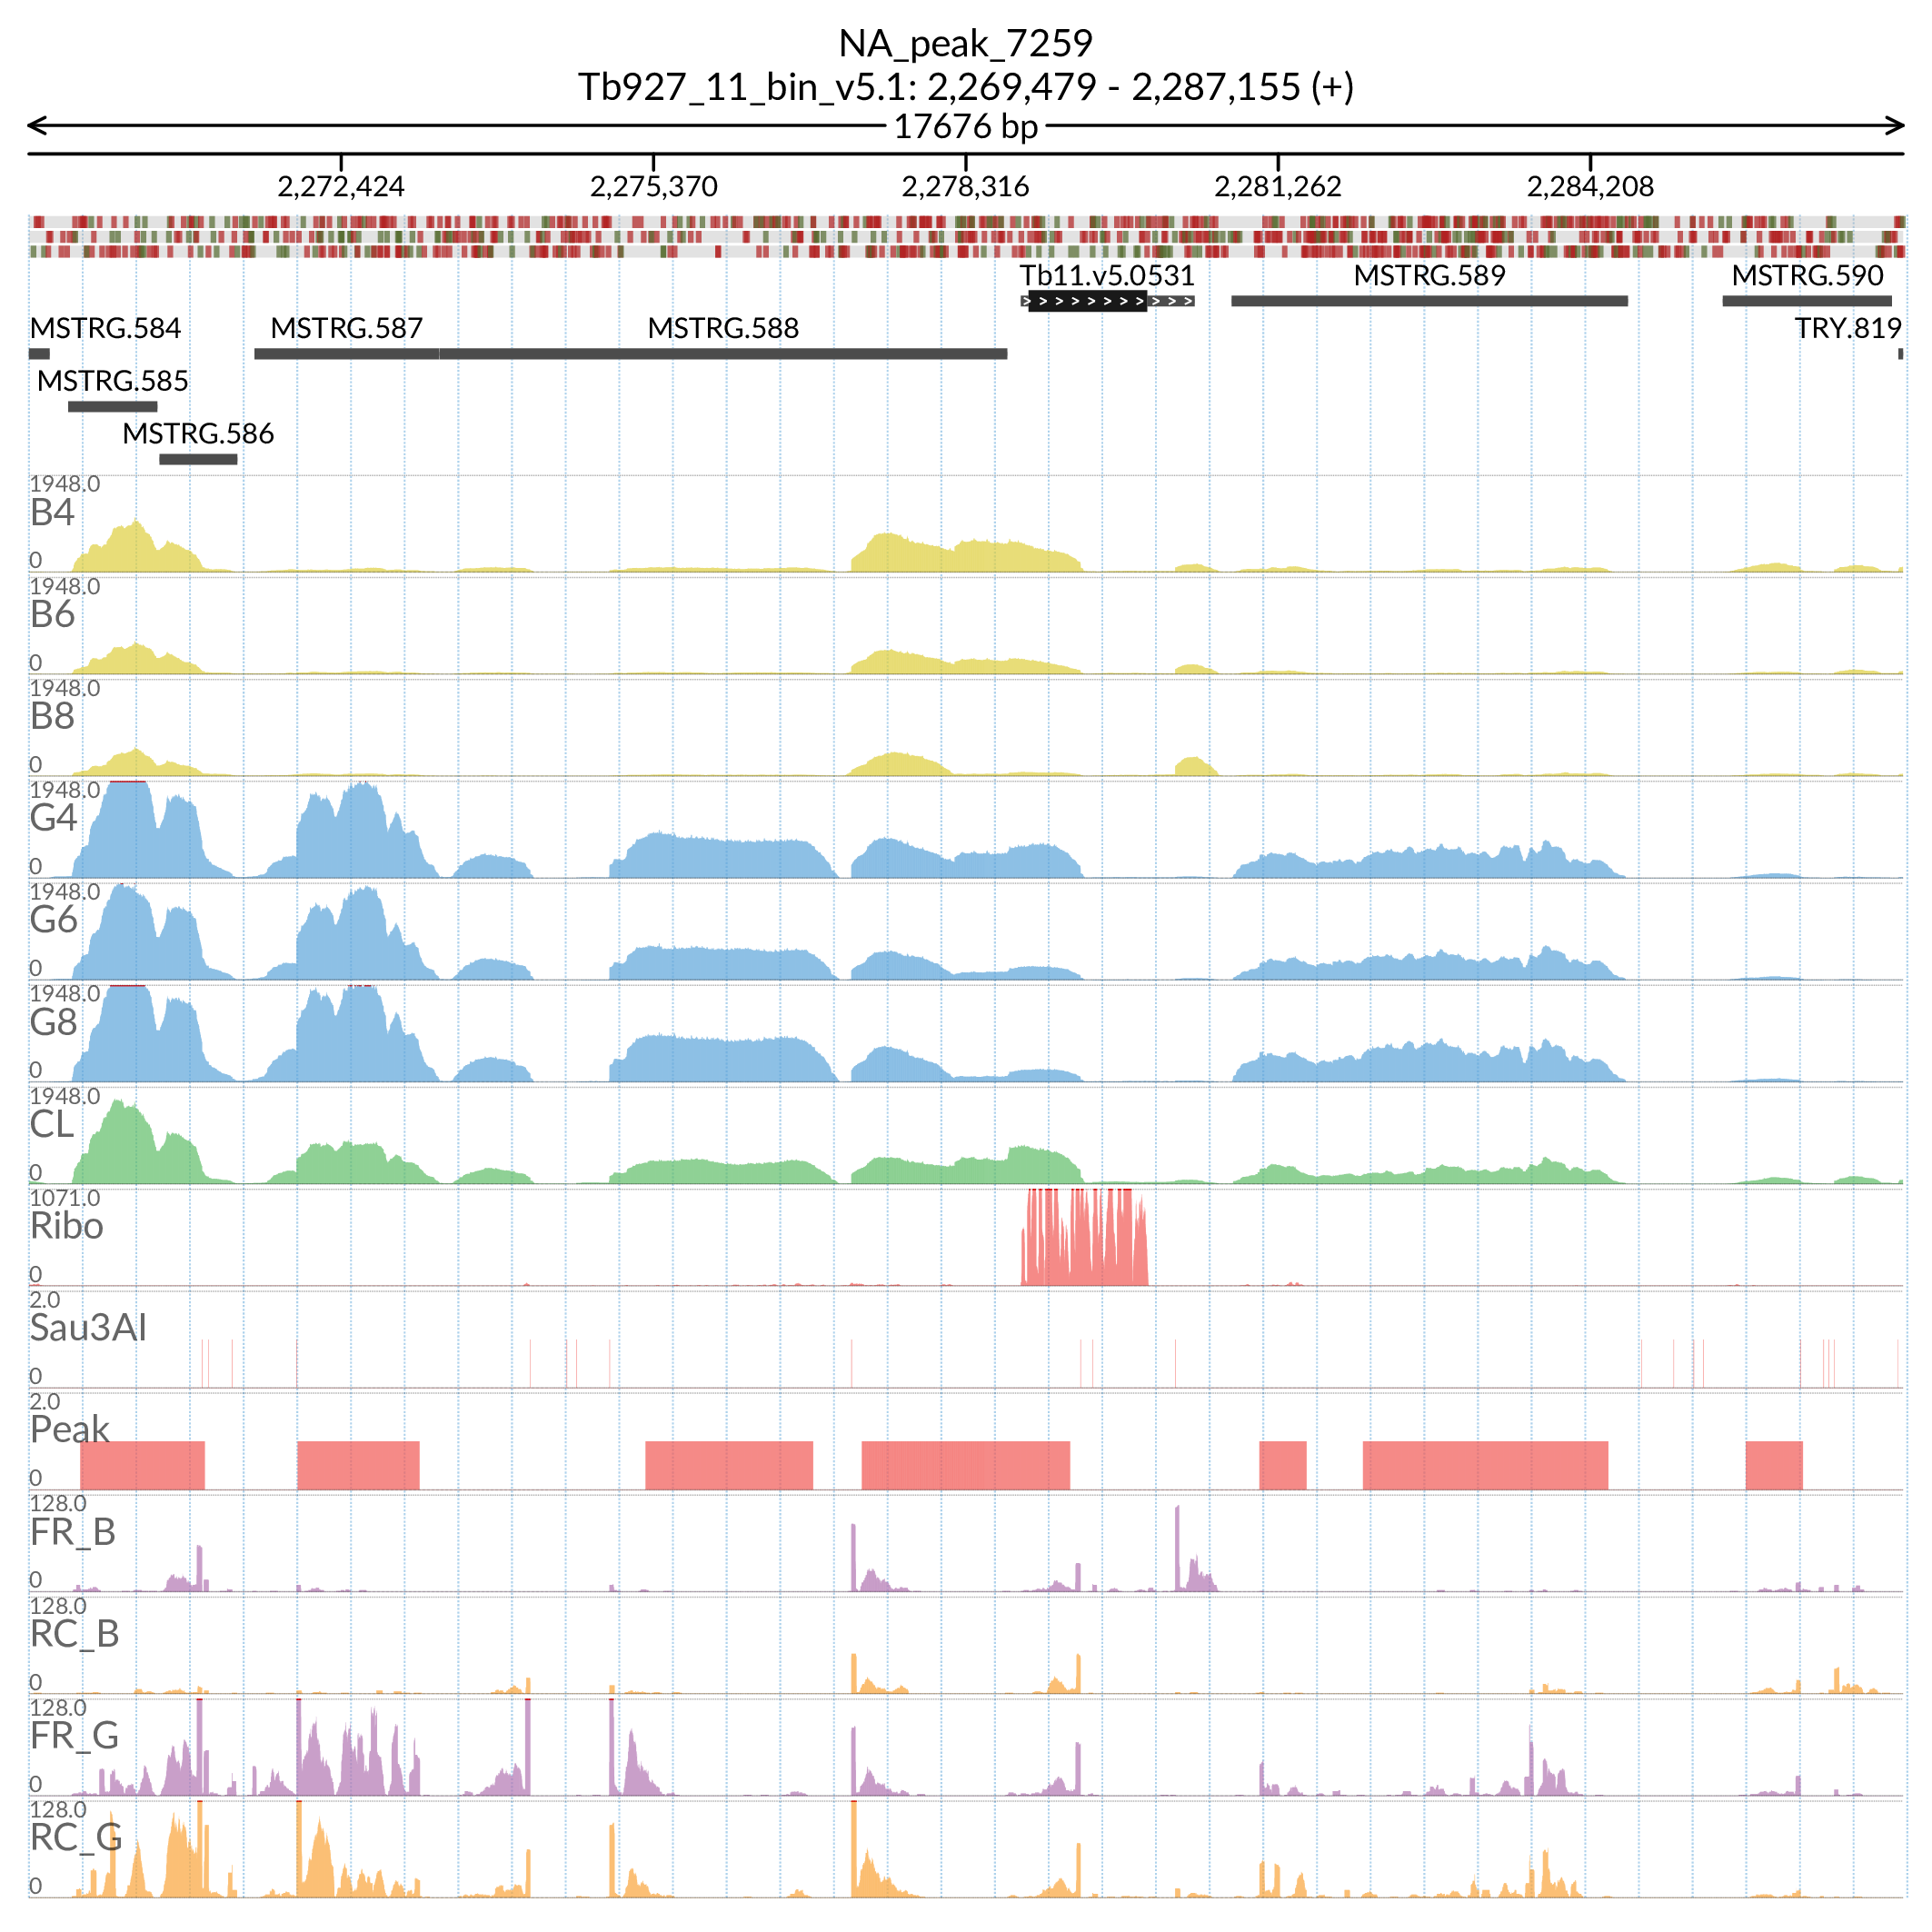 NA_peak_7259
Tb927_11_bin_v5.1: 2,269,479 - 2,287,155 (+)
17676 bp
2,272,424 2,275,370 2,278,316 2,281,262 2,284,208
Tb11.v5.0531 MSTRG.589 MSTRG.590
MSTRG.584 MSTRG.587 MSTRG.588 TRY.819
MSTRG.585
MSTRG.586
1948.0
B4
0
1948.0
B6
0
1948.0
B8
0
1948.0
G4
0
1948.0
G6
0
1948.0
G8
0
1948.0
CL
0
1071.0
Ribo
0
2.0
Sau3AI
0
2.0
Peak
0
128.0
FR_B
0
128.0
RC_B
0
128.0
FR_G
0
128.0
RC_G
0